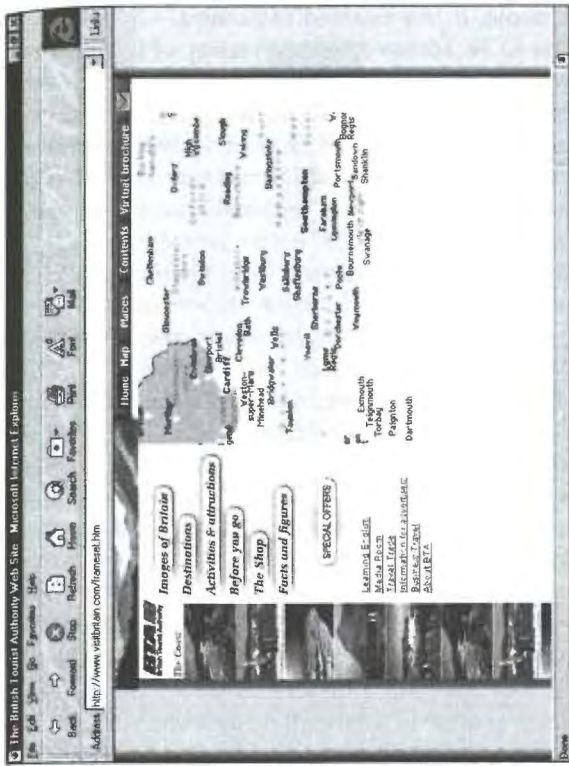 The British Tourist Authority Web Site Microsoft Internet Explorer
File Edit View Go Favorites Help
Back Forward Stop Refresh Home Search Favorites Print Font Mail
Address http://www.visitbritain.com/frameset.htm Links
Home Map Places Contents Virtual brochure
Images of Britain
Destinations
Activities & attractions
Before you go
The Shop
Facts and figures
SPECIAL OFFERS
Learning English
Media Room
Travel Trade
Information for
Business Travel
About BTA
Cheltenham
Gloucester
Oxford
High Wycombe
Swindon
Newport
Bristol
Cardiff
Clevedon
Bath
Trowbridge
Reading
Slough
Weston-super-Mare
Minehead
Bridgwater
Wells
Westbury
Woking
Basingstoke
Taunton
Salisbury
Shaftesbury
Southampton
Yeovil
Sherborne
Fareham
Lyme Regis
Dorchester
Poole
Lymington
Portsmouth
Bognor Regis
Exmouth
Teignmouth
Torbay
Weymouth
Bournemouth
Newport
Sandown
Swanage
Shanklin
Paignton
Dartmouth
BTA
British Tourist Authority
Done